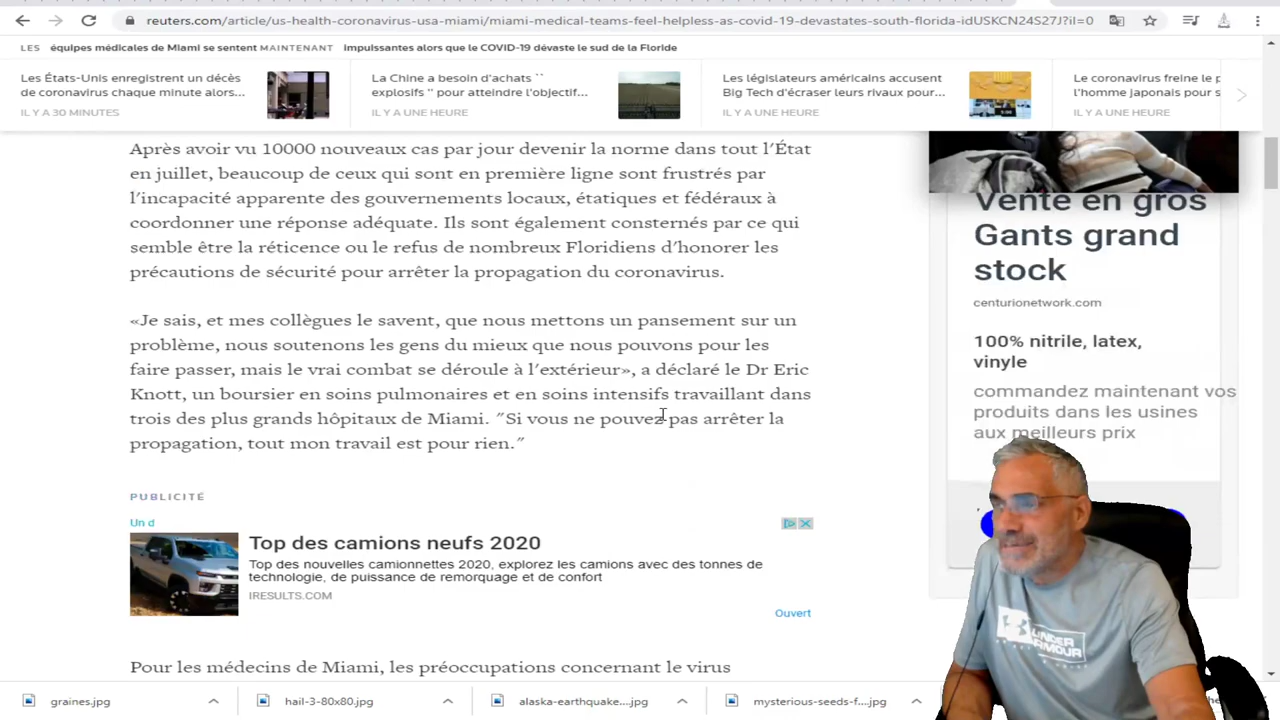 reuters.com/article/us-health-coronavirus-usa-miami/miami-medical-teams-feel-helpless-as-covid-19-devastates-south-florida-idUSKCN24S27J?il=0
LES équipes médicales de Miami se sentent MAINTENANT impuissantes alors que le COVID-19 dévaste le sud de la Floride
Les États-Unis enregistrent un décès
de coronavirus chaque minute alors...
IL Y A 30 MINUTES
La Chine a besoin d'achats ``
explosifs '' pour atteindre l'objectif...
IL Y A UNE HEURE
Les législateurs américains accusent
Big Tech d'écraser leurs rivaux pour...
IL Y A UNE HEURE
Le coronavirus freine le p
l'homme japonais pour s
IL Y A UNE HEURE
Après avoir vu 10000 nouveaux cas par jour devenir la norme dans tout l'État
en juillet, beaucoup de ceux qui sont en première ligne sont frustrés par
l'incapacité apparente des gouvernements locaux, étatiques et fédéraux à
coordonner une réponse adéquate. Ils sont également consternés par ce qui
semble être la réticence ou le refus de nombreux Floridiens d'honorer les
précautions de sécurité pour arrêter la propagation du coronavirus.
«Je sais, et mes collègues le savent, que nous mettons un pansement sur un
problème, nous soutenons les gens du mieux que nous pouvons pour les
faire passer, mais le vrai combat se déroule à l'extérieur», a déclaré le Dr Eric
Knott, un boursier en soins pulmonaires et en soins intensifs travaillant dans
trois des plus grands hôpitaux de Miami. "Si vous ne pouvez pas arrêter la
propagation, tout mon travail est pour rien."
PUBLICITÉ
Un d
Top des camions neufs 2020
Top des nouvelles camionnettes 2020, explorez les camions avec des tonnes de
technologie, de puissance de remorquage et de confort
IRESULTS.COM
Ouvert
Pour les médecins de Miami, les préoccupations concernant le virus
Vente en gros
Gants grand
stock
centurionetwork.com
100% nitrile, latex,
vinyle
commandez maintenant vos
produits dans les usines
aux meilleurs prix
UNDER
ARMOUR
graines.jpg
hail-3-80x80.jpg
alaska-earthquake....jpg
mysterious-seeds-f....jpg